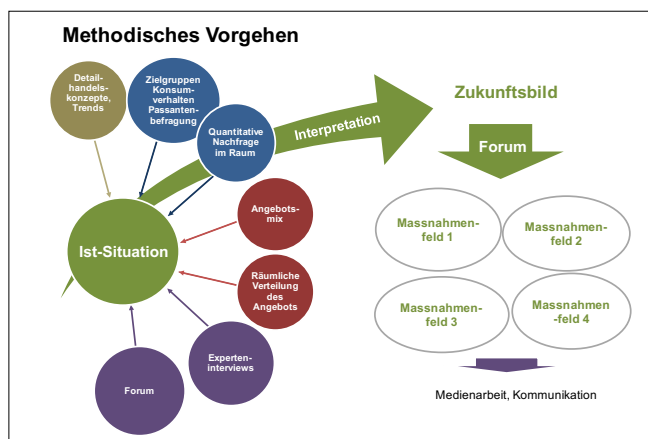 Methodisches Vorgehen
Detail-
handels-
konzepte,
Trends
Zielgruppen
Konsum-
verhalten
Passanten-
befragung
Quantitative
Nachfrage
im Raum
Interpretation
Zukunftsbild
Forum
Angebots-
mix
Ist-Situation
Räumliche
Verteilung
des
Angebots
Experten-
interviews
Forum
Massnahmen-
feld 1
Massnahmen-
feld 2
Massnahmen-
feld 3
Massnahmen
-feld 4
Medienarbeit, Kommunikation